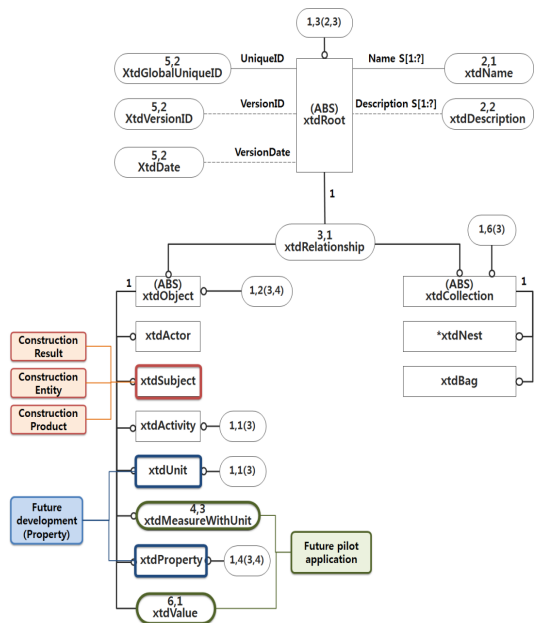 1,3(2,3)
5,2
XtdGlobalUniqueID
UniqueID
Name S[1:?]
2,1
xtdName
5,2
XtdVersionID
VersionID
(ABS)
xtdRoot
Description S[1:?]
2,2
xtdDescription
5,2
XtdDate
VersionDate
1
3,1
xtdRelationship
1,6(3)
1
(ABS)
xtdObject
1,2(3,4)
(ABS)
xtdCollection
1
Construction
Result
xtdActor
*xtdNest
Construction
Entity
xtdSubject
xtdBag
Construction
Product
xtdActivity
1,1(3)
xtdUnit
1,1(3)
Future
development
(Property)
4,3
xtdMeasureWithUnit
xtdProperty
1,4(3,4)
Future pilot
application
6,1
xtdValue